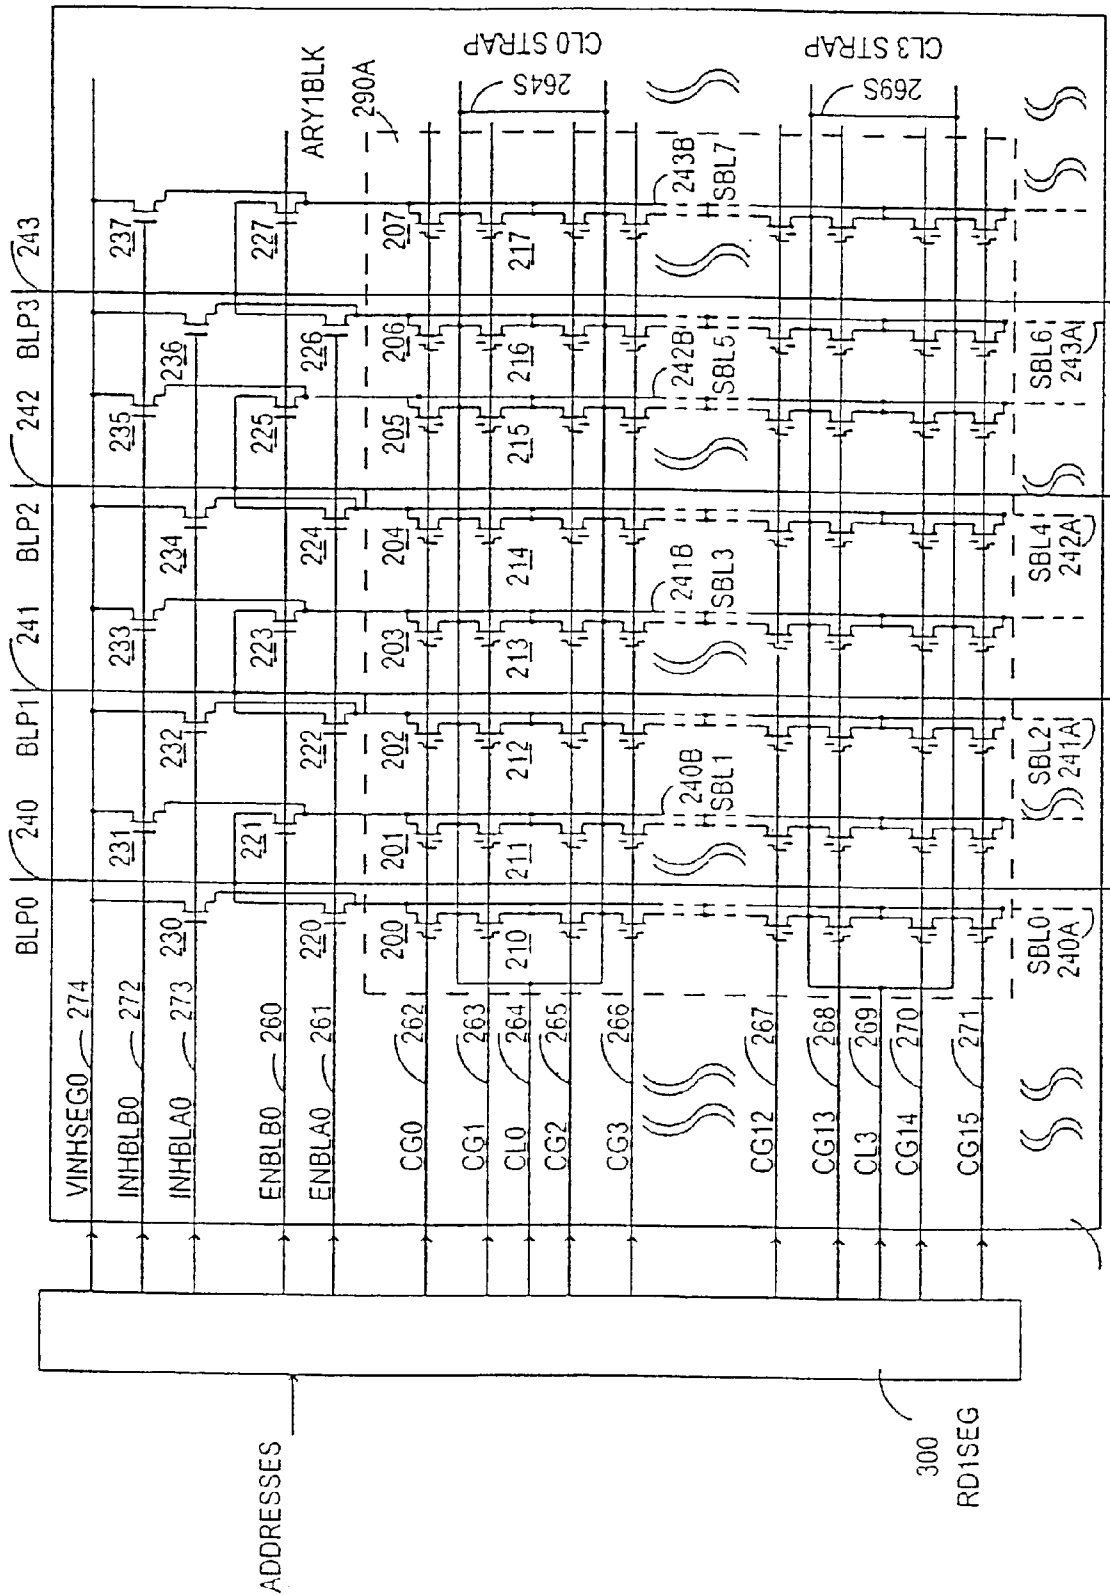 BLP0
240
BLP1
241
BLP2
242
BLP3
243
VINHSEG0
274
INHBLB0
272
231
233
235
237
INHBLA0
273
230
232
234
236
ENBLB0
260
221
223
225
227
ARY1BLK
ENBLA0
261
220
222
224
226
290A
CG0
262
200
201
202
203
204
205
206
207
CL0 STRAP
264S
CG1
263
CL0
264
210
211
212
213
214
215
216
217
CG2
265
CG3
266
240B
SBL1
241B
SBL3
242B
SBL5
243B
SBL7
CG12
267
CG13
268
CL3
269
CL3 STRAP
269S
CG14
270
CG15
271
SBL0
240A
SBL2
241A
SBL4
242A
SBL6
243A
ADDRESSES
300
RD1SEG